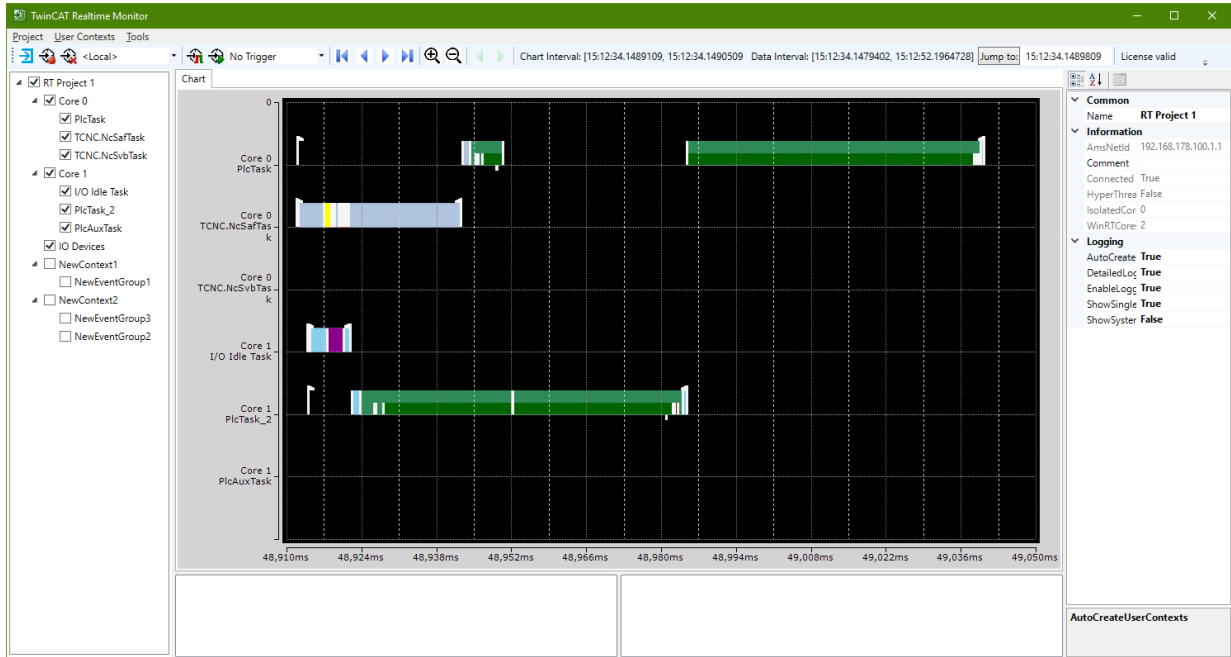 TwinCAT Realtime Monitor
Project User Contexts Tools
<Local> No Trigger Chart Interval: [15:12:34.1489109, 15:12:34.1490509 Data Interval: [15:12:34.1479402, 15:12:52.1964728] Jump to: 15:12:34.1489809 License valid
RT Project 1
Core 0
PlcTask
TCNC.NcSafTask
TCNC.NcSvbTask
Core 1
I/O Idle Task
PlcTask_2
PlcAuxTask
IO Devices
NewContext1
NewEventGroup1
NewContext2
NewEventGroup3
NewEventGroup2
Chart
0
Core 0
PlcTask
Core 0
TCNC.NcSafTas
k
Core 0
TCNC.NcSvbTas
k
Core 1
I/O Idle Task
Core 1
PlcTask_2
Core 1
PlcAuxTask
48,910ms 48,924ms 48,938ms 48,952ms 48,966ms 48,980ms 48,994ms 49,008ms 49,022ms 49,036ms 49,050ms
Common
Name RT Project 1
Information
AmsNetId 192.168.178.100.1.1
Comment
Connected True
HyperThrea False
IsolatedCor 0
WinRTCore: 2
Logging
AutoCreate True
DetailedLog True
EnableLogg True
ShowSingle True
ShowSyster False
AutoCreateUserContexts